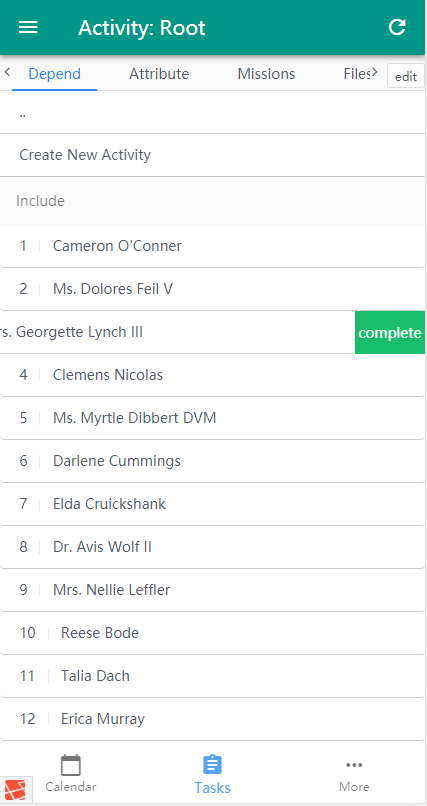 Activity: Root
Depend Attribute Missions Files edit
..
Create New Activity
Include
1 Cameron O'Conner
2 Ms. Dolores Feil V
rs. Georgette Lynch III complete
4 Clemens Nicolas
5 Ms. Myrtle Dibbert DVM
6 Darlene Cummings
7 Elda Cruickshank
8 Dr. Avis Wolf II
9 Mrs. Nellie Leffler
10 Reese Bode
11 Talia Dach
12 Erica Murray
Calendar Tasks More